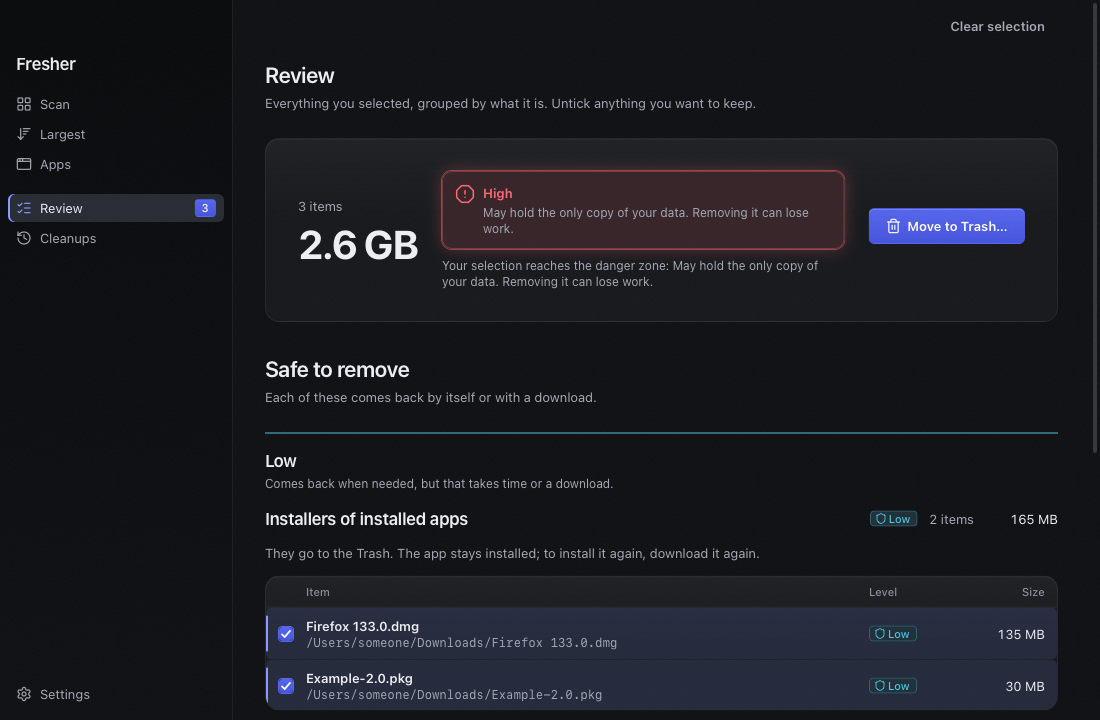 Clear selection
Fresher
Scan
Largest
Apps
Review 3
Cleanups
Settings
Review
Everything you selected, grouped by what it is. Untick anything you want to keep.
3 items
2.6 GB
High
May hold the only copy of your data. Removing it can lose
work.
Your selection reaches the danger zone: May hold the only copy of
your data. Removing it can lose work.
Move to Trash...
Safe to remove
Each of these comes back by itself or with a download.
Low
Comes back when needed, but that takes time or a download.
Installers of installed apps Low 2 items 165 MB
They go to the Trash. The app stays installed; to install it again, download it again.
Item Level Size
Firefox 133.0.dmg
/Users/someone/Downloads/Firefox 133.0.dmg
Low 135 MB
Example-2.0.pkg
/Users/someone/Downloads/Example-2.0.pkg
Low 30 MB